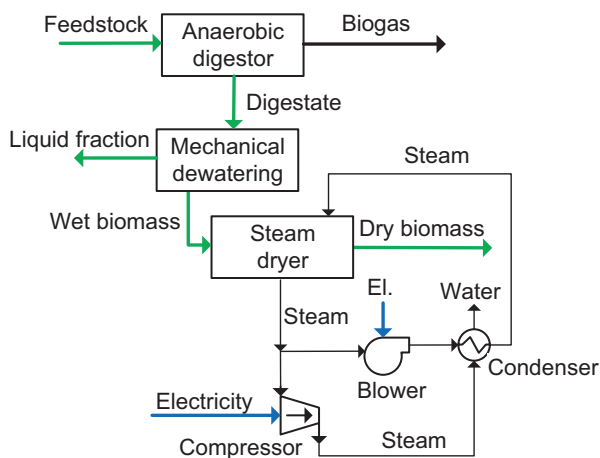 Feedstock
Anaerobic
digestor
Biogas
Digestate
Liquid fraction
Mechanical
dewatering
Steam
Wet biomass
Steam
dryer
Dry biomass
El.
Water
Steam
Blower
Condenser
Electricity
Compressor
Steam